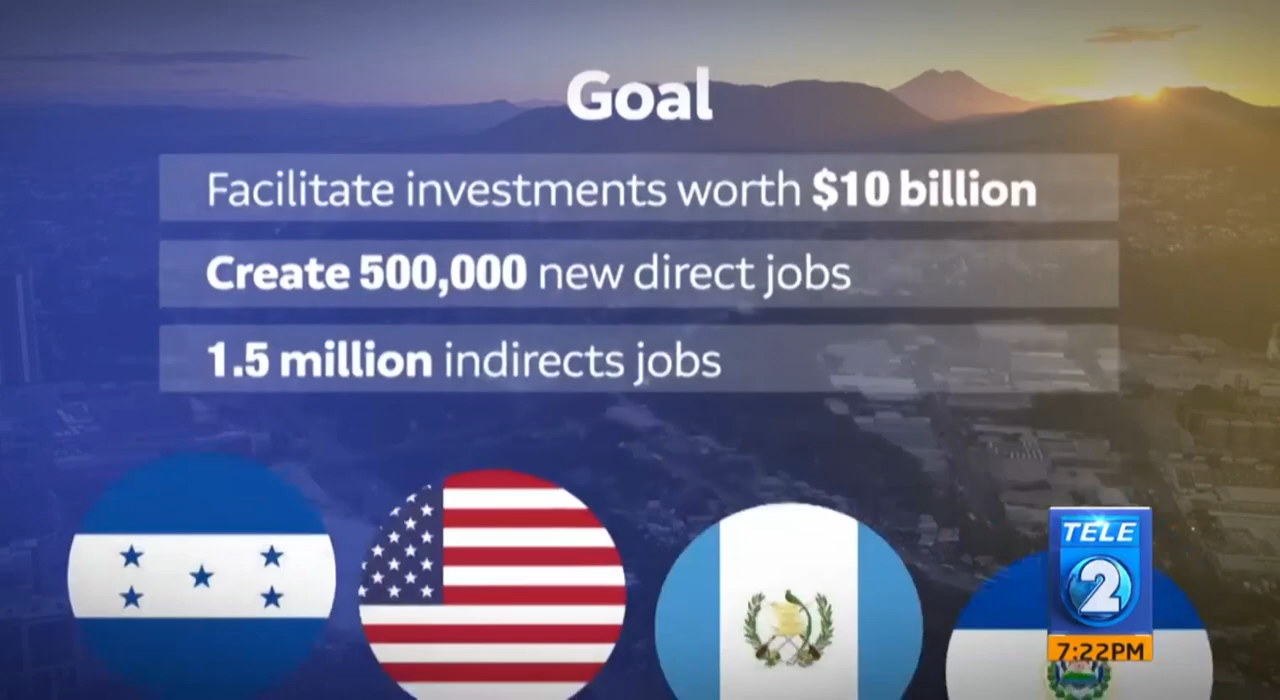 Goal
Facilitate investments worth $10 billion
Create 500,000 new direct jobs
1.5 million indirects jobs
TELE
2
7:22PM